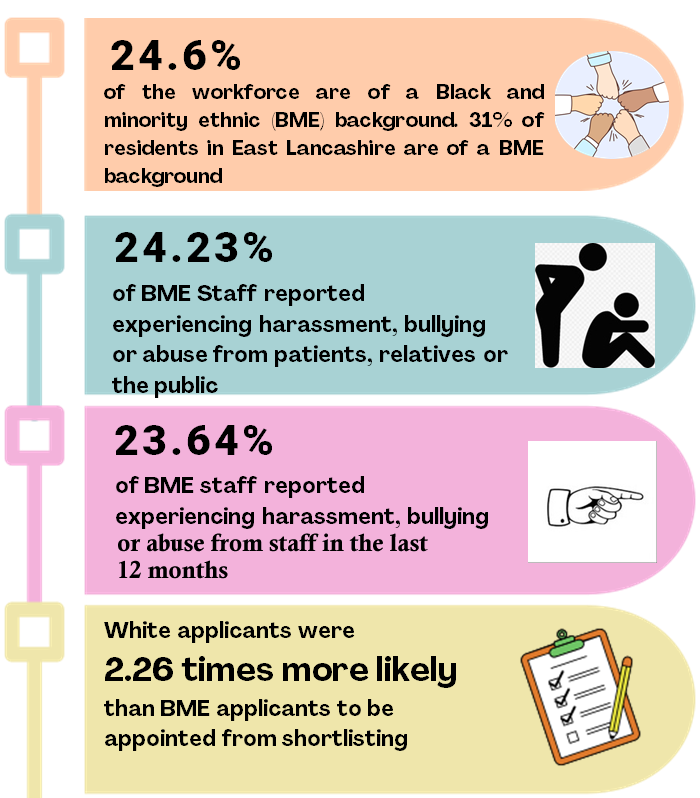 24.6%
of the workforce are of a Black and
minority ethnic (BME) background. 31% of
residents in East Lancashire are of a BME
background
24.23%
of BME Staff reported
experiencing harassment, bullying
or abuse from patients, relatives or
the public
23.64%
of BME staff reported
experiencing harassment, bullying
or abuse from staff in the last
12 months
White applicants were
2.26 times more likely
than BME applicants to be
appointed from shortlisting